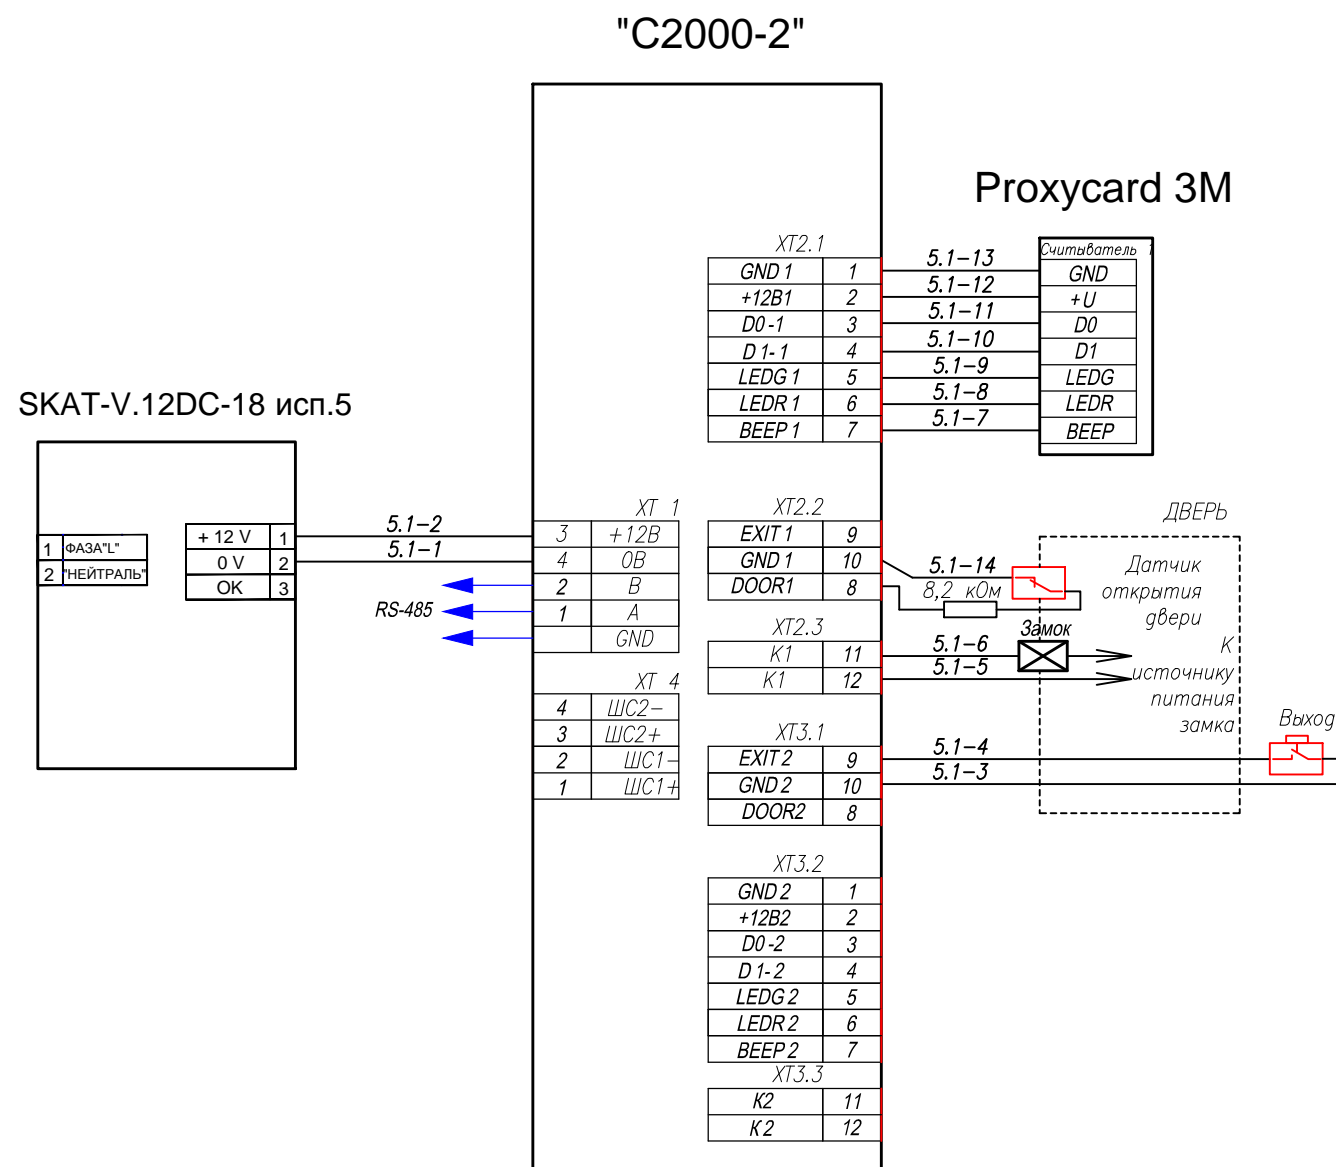 "С2000-2"
Proxycard 3M
SKAT-V.12DC-18 исп.5
1 ФАЗА"L"
2 "НЕЙТРАЛЬ"
+ 12 V 1
0 V 2
OK 3
5.1-2
5.1-1
RS-485
XT 1
3 +12В
4 0В
2 B
1 A
GND
XT 4
4 ШС2-
3 ШС2+
2 ШС1-
1 ШС1+
XT2.1
GND 1 1
+12В1 2
D0-1 3
D 1-1 4
LEDG 1 5
LEDR 1 6
BEEP 1 7
5.1-13
5.1-12
5.1-11
5.1-10
5.1-9
5.1-8
5.1-7
Считыватель 1
GND
+U
D0
D1
LEDG
LEDR
BEEP
XT2.2
EXIT 1 9
GND 1 10
DOOR1 8
5.1-14
8,2 кОм
ДВЕРЬ
Датчик
открытия
двери
XT2.3
K1 11
K1 12
5.1-6
5.1-5
Замок
К
источнику
питания
замка
XT3.1
EXIT 2 9
GND 2 10
DOOR2 8
5.1-4
5.1-3
Выход
XT3.2
GND 2 1
+12В2 2
D0-2 3
D 1-2 4
LEDG 2 5
LEDR 2 6
BEEP 2 7
XT3.3
K2 11
K 2 12